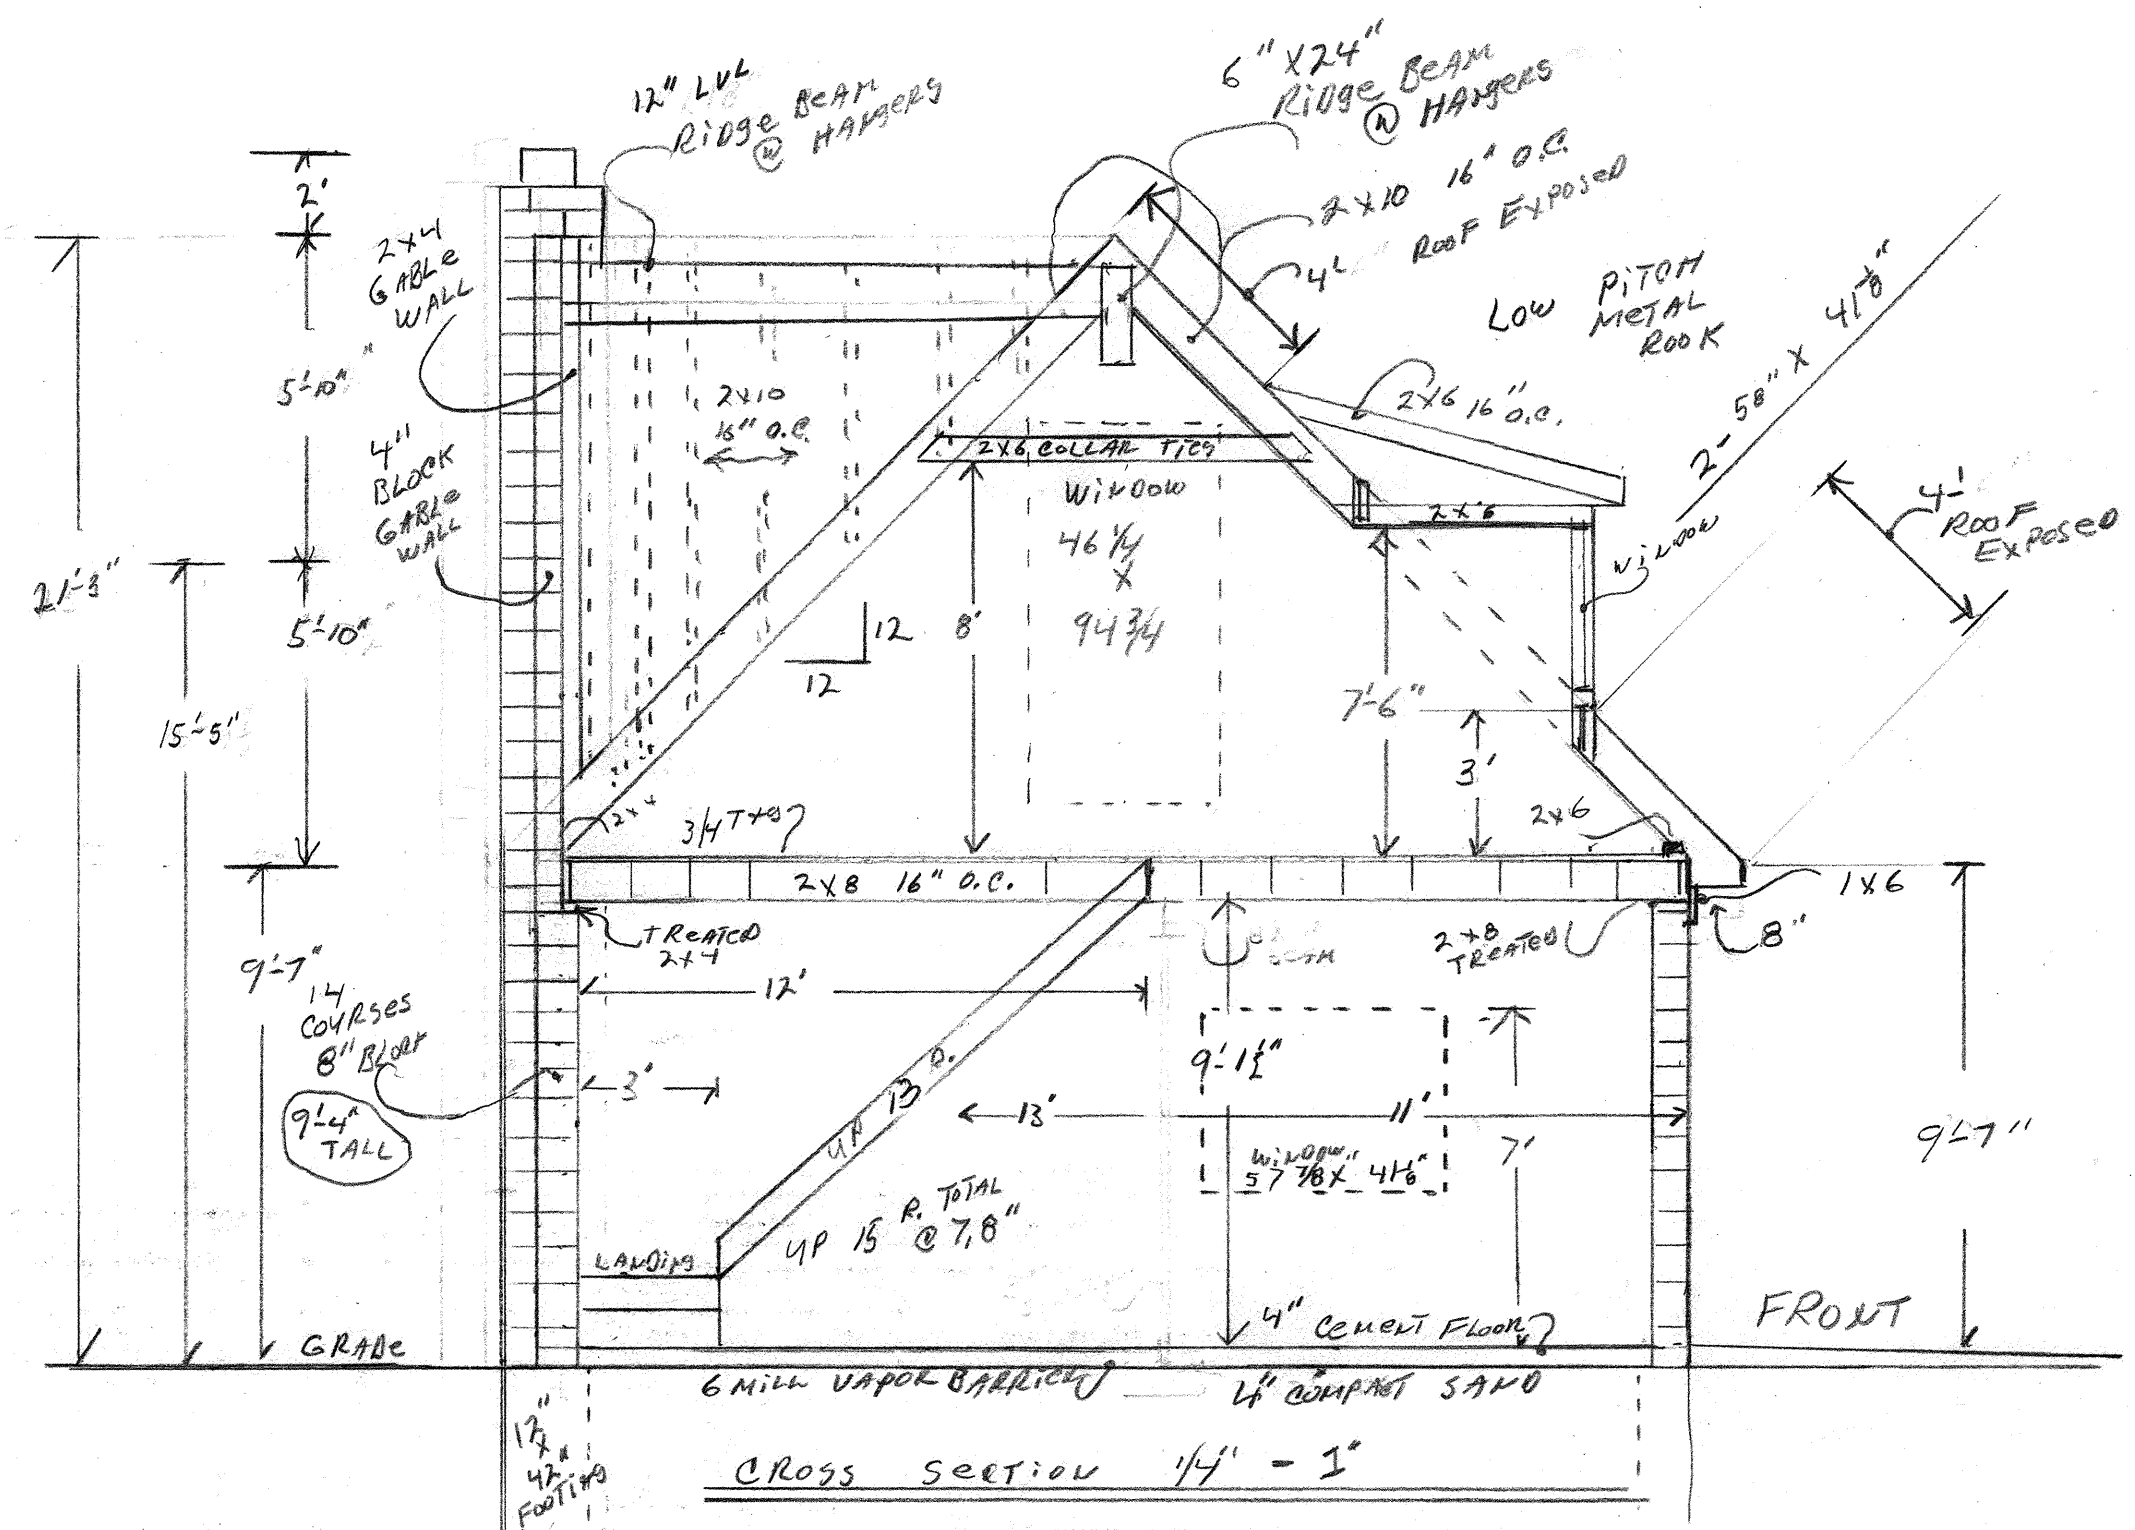 12" LVL
RiDge BeAM
@ HANgeRS
6" X24"
RiDge BeAM
@ HANgeRS
2 X 10 16" O.C.
4' ROOF EXPOSED
LOW PiTCH
METAL
ROOK
2- 58" X 41 1/8"
2'
2x4
GABLe
WALL
5'-10"
4"
BLOCK
GABLe
WALL
2x10
16" O.C.
2X6 16" O.C.
2X6 COLLAR TIES
WiNDOW
46 1/4
X
94 3/4
2X6
WiNDOW
4'
ROOF
EXPOSED
21'-3"
15'-5"
5'-10"
12
12
8'
7'-6"
3'
2x4
3/4 T&g
2x6
2X8 16" O.C.
1X6
8"
TREATED
2x4
2x8
TREATED
9'-7"
14
COURSES
8" BLOCK
9'-4"
TALL
12'
3'
UP 13 R.
9'-1 1/2"
13'
11'
7'
WiNDOW
57 7/8 X 41 1/8"
9'-7"
UP 15 R. TOTAL
@ 7,8"
LANDiNg
4" CEMENT FLOOR
FRONT
GRADe
6 MiLL VAPOR BARRIER
4" COMPACT SAND
12"
X
42"
FOOTiNg
CROSS SecTiON 1/4" - 1"